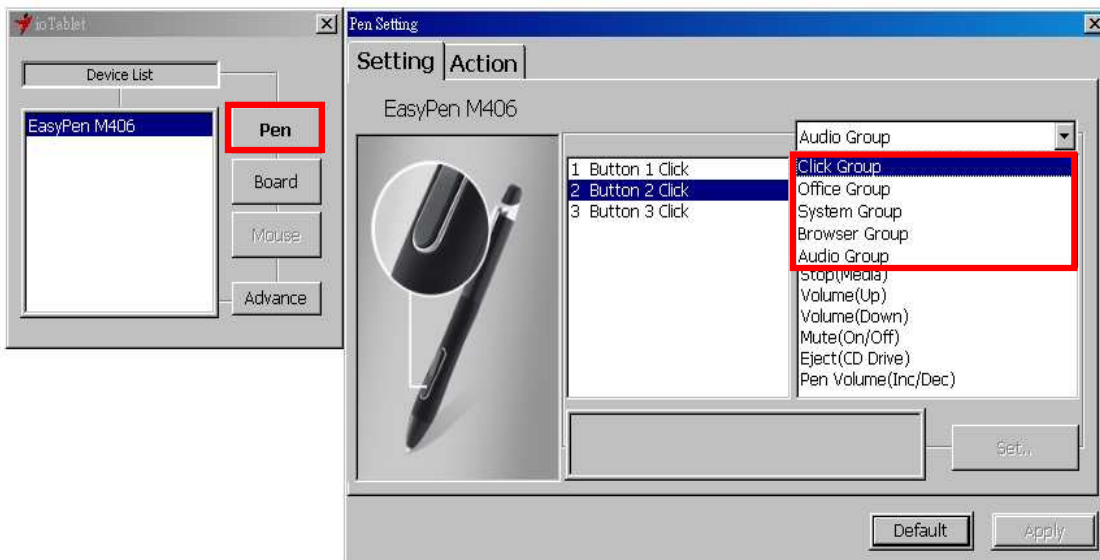 ioTablet
Device List
EasyPen M406
Pen
Board
Mouse
Advance
Pen Setting
Setting
Action
EasyPen M406
1 Button 1 Click
2 Button 2 Click
3 Button 3 Click
Audio Group
Click Group
Office Group
System Group
Browser Group
Audio Group
Stop(Media)
Volume(Up)
Volume(Down)
Mute(On/Off)
Eject(CD Drive)
Pen Volume(Inc/Dec)
Set..
Default
Apply